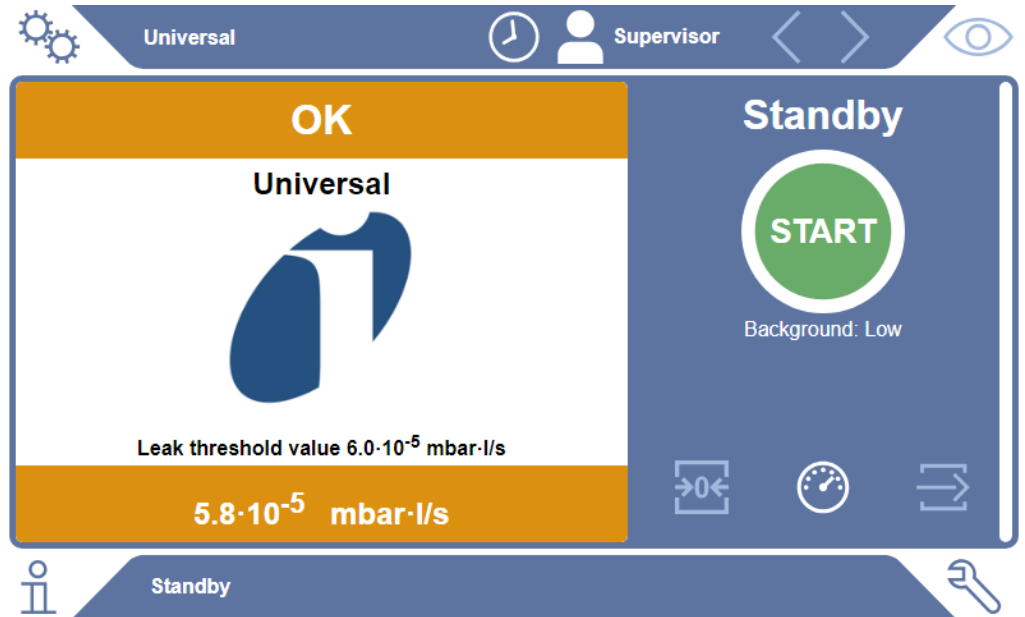 Universal
Supervisor
OK
Universal
Leak threshold value 6.0·10⁻⁵ mbar·l/s
5.8·10⁻⁵ mbar·l/s
Standby
START
Background: Low
→0←
Standby